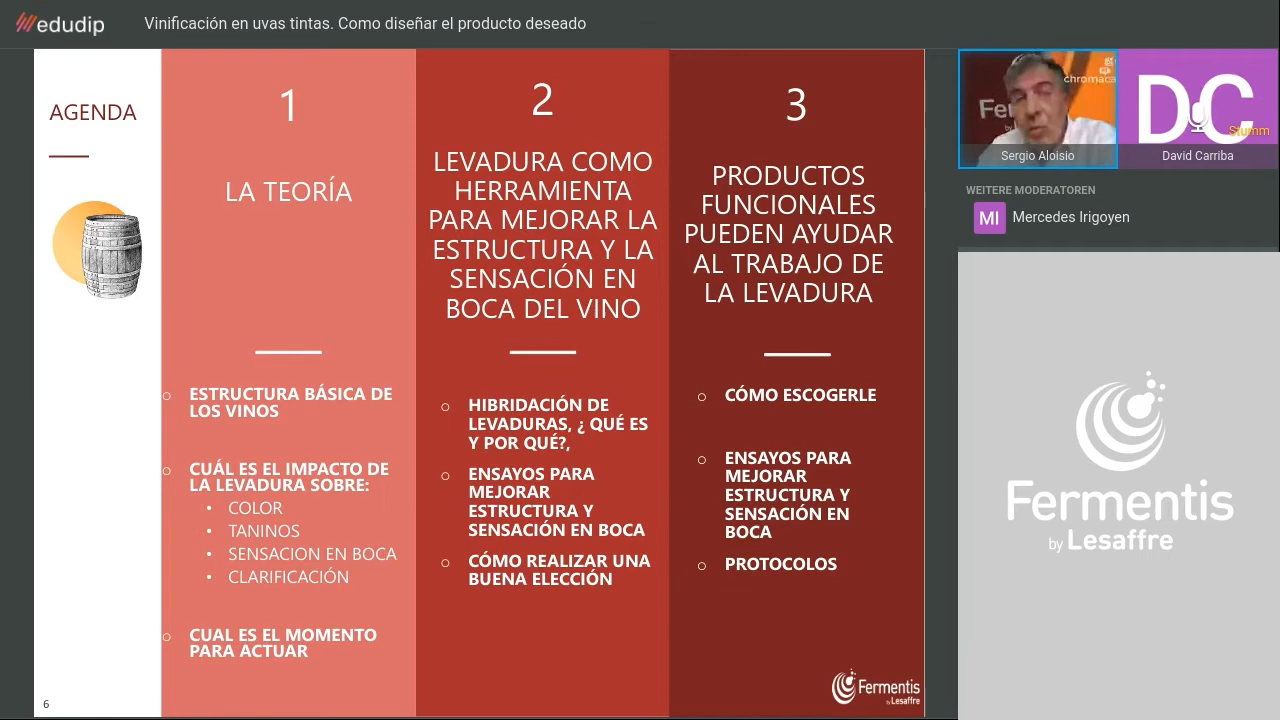 edudip
Vinificación en uvas tintas. Como diseñar el producto deseado
AGENDA
1
LA TEORÍA
ESTRUCTURA BÁSICA DE
LOS VINOS
CUÁL ES EL IMPACTO DE
LA LEVADURA SOBRE:
COLOR
TANINOS
SENSACION EN BOCA
CLARIFICACIÓN
CUAL ES EL MOMENTO
PARA ACTUAR
2
LEVADURA COMO
HERRAMIENTA
PARA MEJORAR LA
ESTRUCTURA Y LA
SENSACIÓN EN
BOCA DEL VINO
HIBRIDACIÓN DE
LEVADURAS, ¿ QUÉ ES
Y POR QUÉ?,
ENSAYOS PARA
MEJORAR
ESTRUCTURA Y
SENSACIÓN EN BOCA
CÓMO REALIZAR UNA
BUENA ELECCIÓN
3
PRODUCTOS
FUNCIONALES
PUEDEN AYUDAR
AL TRABAJO DE
LA LEVADURA
CÓMO ESCOGERLE
ENSAYOS PARA
MEJORAR
ESTRUCTURA Y
SENSACIÓN EN
BOCA
PROTOCOLOS
6
Fermentis
by Lesaffre
Fer
Sergio Aloisio
DC
Stumm
David Carriba
WEITERE MODERATOREN
MI
Mercedes Irigoyen
Fermentis
by Lesaffre